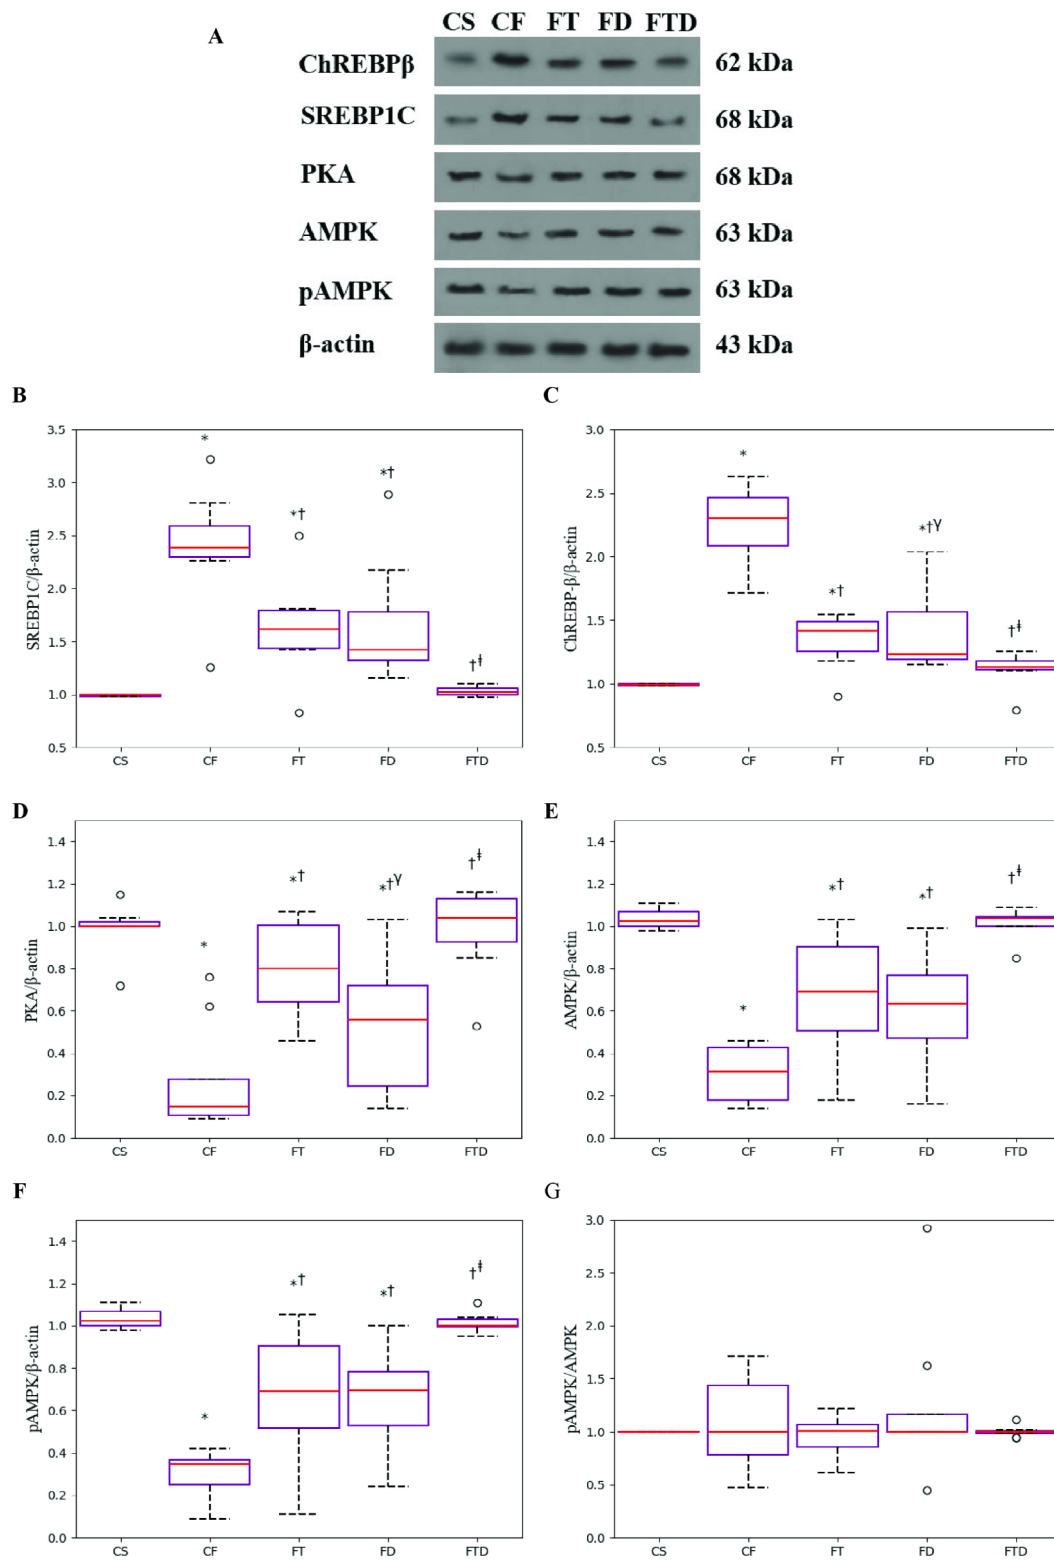 A
CS CF FT FD FTD
ChREBPβ 62 kDa
SREBP1C 68 kDa
PKA 68 kDa
AMPK 63 kDa
pAMPK 63 kDa
β-actin 43 kDa
B
SREBP1C/β-actin
3.5
3.0
2.5
2.0
1.5
1.0
0.5
* *† *† †ǂ
CS CF FT FD FTD
C
ChREBP-β/β-actin
3.0
2.5
2.0
1.5
1.0
0.5
* *† *†γ †ǂ
CS CF FT FD FTD
D
PKA/β-actin
1.4
1.2
1.0
0.8
0.6
0.4
0.2
0.0
* *† *†γ †ǂ
CS CF FT FD FTD
E
AMPK/β-actin
1.4
1.2
1.0
0.8
0.6
0.4
0.2
0.0
* *† *† †ǂ
CS CF FT FD FTD
F
pAMPK/β-actin
1.4
1.2
1.0
0.8
0.6
0.4
0.2
0.0
* *† *† †ǂ
CS CF FT FD FTD
G
pAMPK/AMPK
3.0
2.5
2.0
1.5
1.0
0.5
0.0
CS CF FT FD FTD